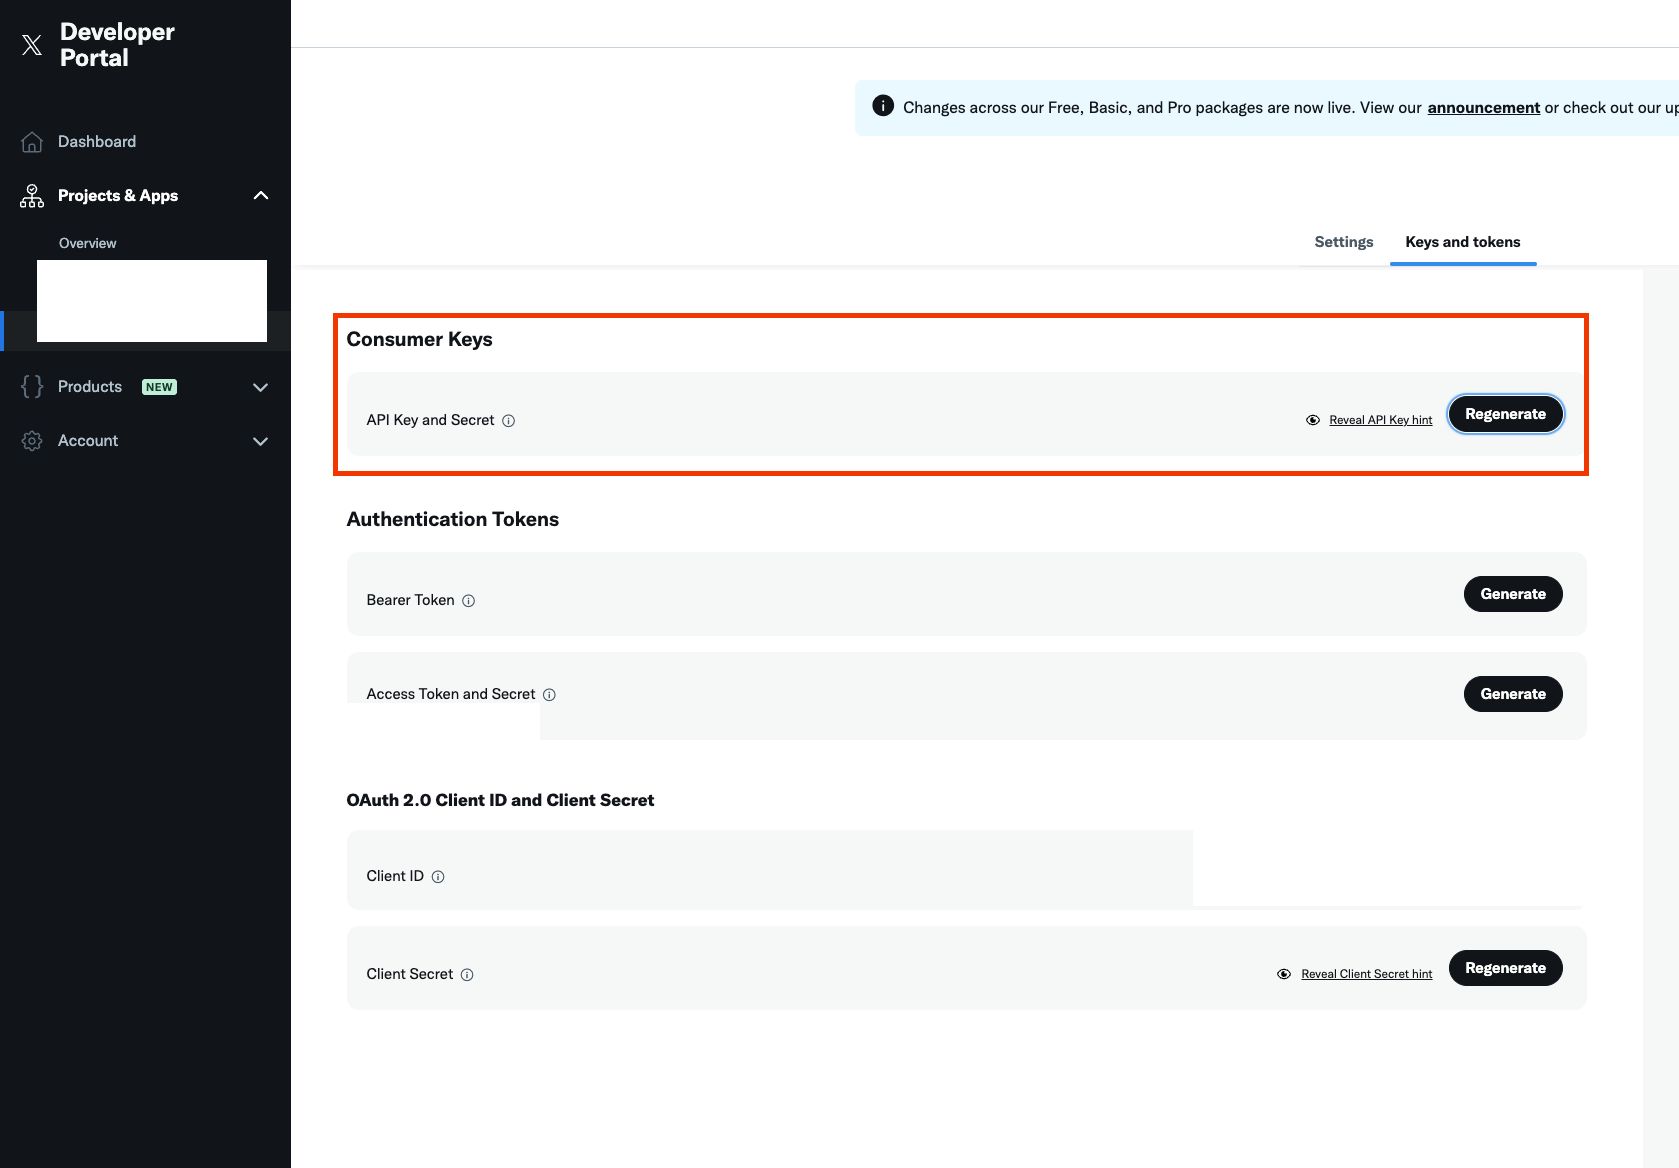 Developer
Portal
Dashboard
Projects & Apps
Overview
Products NEW
Account
Changes across our Free, Basic, and Pro packages are now live. View our announcement or check out our up
Settings Keys and tokens
Consumer Keys
API Key and Secret Reveal API Key hint Regenerate
Authentication Tokens
Bearer Token Generate
Access Token and Secret Generate
OAuth 2.0 Client ID and Client Secret
Client ID
Client Secret Reveal Client Secret hint Regenerate